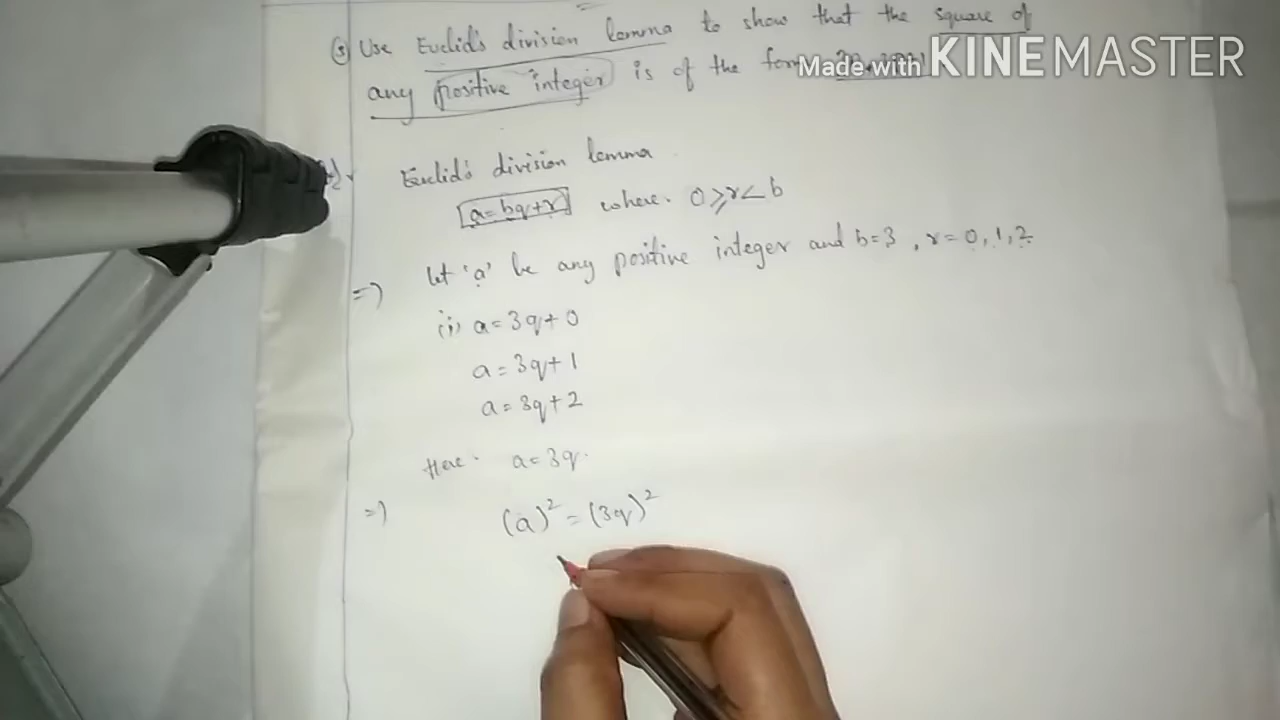 ③ Use Euclid's division lemma to show that the square of
any positive integer is of the form
Made with KINEMASTER
Euclid's division lemma
a=bq+r where. 0⩾r<b
=) let 'a' be any positive integer and b=3, r=0,1,2
(i) a=3q+0
a=3q+1
a=3q+2
Here. a=3q.
=) (a)²=(3q)²